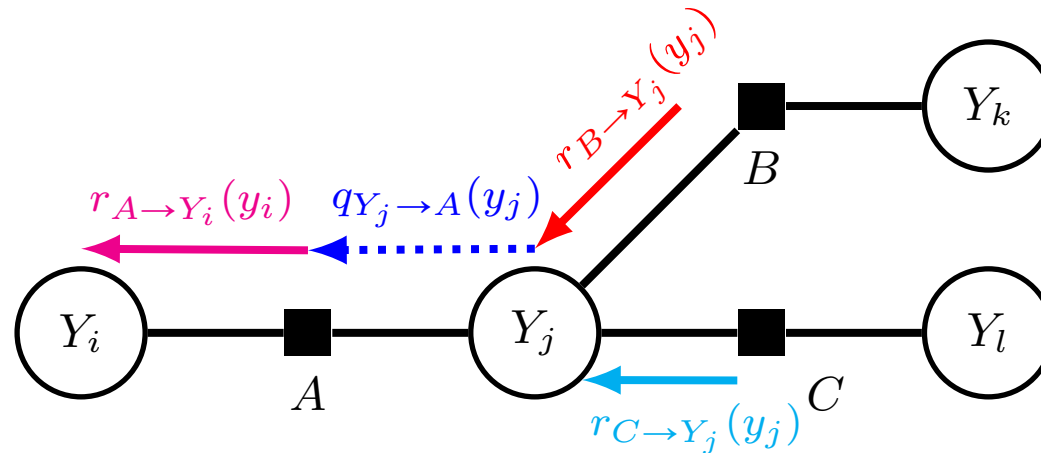 r_{B→Y_j}(y_j)
Y_k
B
r_{A→Y_i}(y_i)
q_{Y_j→A}(y_j)
Y_i
Y_j
Y_l
A
C
r_{C→Y_j}(y_j)